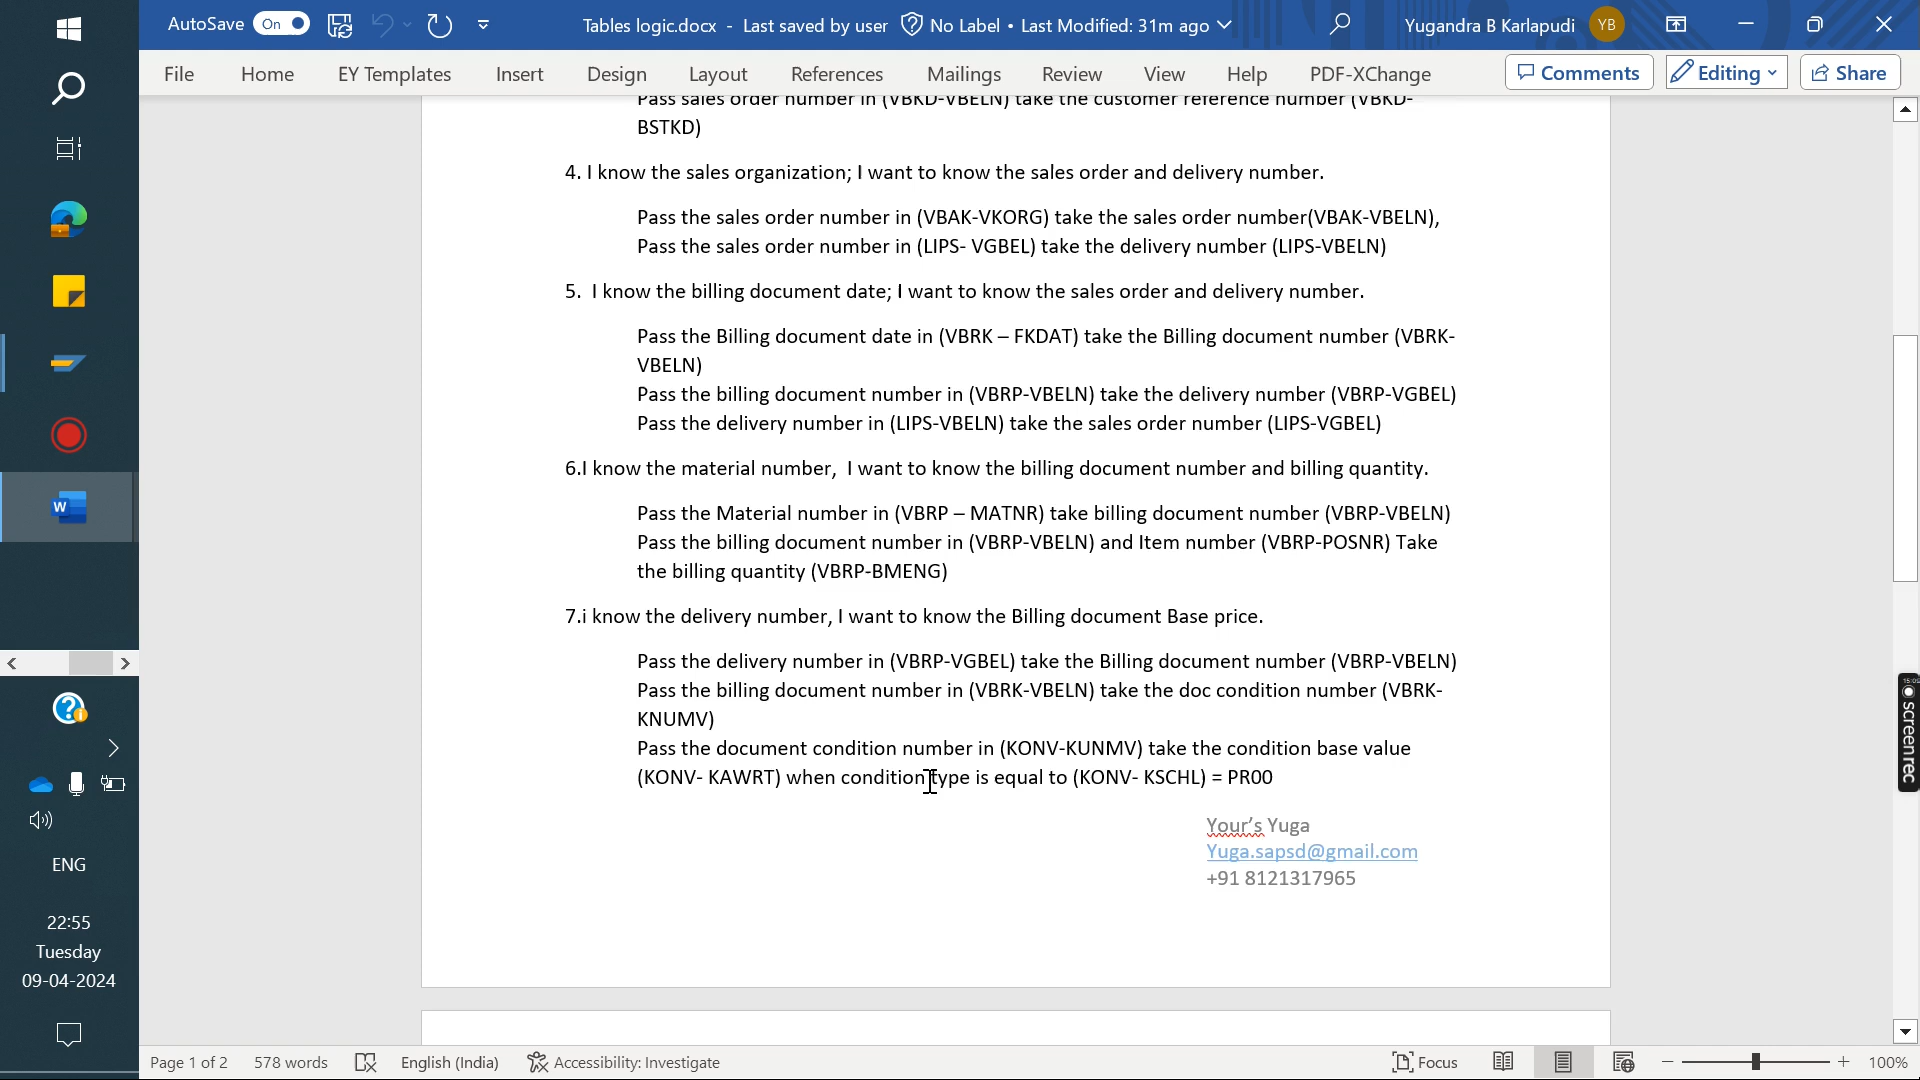 AutoSave On Tables logic.docx - Last saved by user No Label • Last Modified: 31m ago Yugandra B Karlapudi YB
File Home EY Templates Insert Design Layout References Mailings Review View Help PDF-XChange Comments Editing Share
Pass sales order number in (VBKD-VBELN) take the customer reference number (VBKD-
BSTKD)
4. I know the sales organization; I want to know the sales order and delivery number.
Pass the sales order number in (VBAK-VKORG) take the sales order number(VBAK-VBELN),
Pass the sales order number in (LIPS- VGBEL) take the delivery number (LIPS-VBELN)
5. I know the billing document date; I want to know the sales order and delivery number.
Pass the Billing document date in (VBRK – FKDAT) take the Billing document number (VBRK-
VBELN)
Pass the billing document number in (VBRP-VBELN) take the delivery number (VBRP-VGBEL)
Pass the delivery number in (LIPS-VBELN) take the sales order number (LIPS-VGBEL)
6.I know the material number, I want to know the billing document number and billing quantity.
Pass the Material number in (VBRP – MATNR) take billing document number (VBRP-VBELN)
Pass the billing document number in (VBRP-VBELN) and Item number (VBRP-POSNR) Take
the billing quantity (VBRP-BMENG)
7.i know the delivery number, I want to know the Billing document Base price.
Pass the delivery number in (VBRP-VGBEL) take the Billing document number (VBRP-VBELN)
Pass the billing document number in (VBRK-VBELN) take the doc condition number (VBRK-
KNUMV)
Pass the document condition number in (KONV-KUNMV) take the condition base value
(KONV- KAWRT) when condition type is equal to (KONV- KSCHL) = PR00
Your’s Yuga
Yuga.sapsd@gmail.com
+91 8121317965
W
ENG
22:55
Tuesday
09-04-2024
screenrec
Page 1 of 2 578 words English (India) Accessibility: Investigate Focus 100%